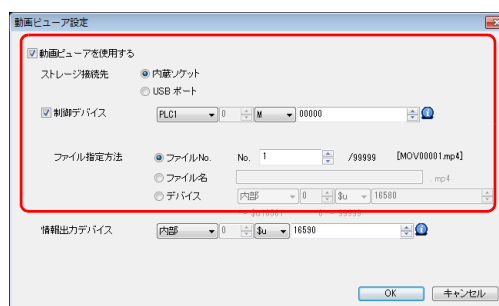 動画ビューア設定
動画ビューアを使用する
ストレージ接続先 内蔵ソケット
USB ポート
制御デバイス PLC1 0 M 00000
ファイル指定方法 ファイルNo. No. 1 /99999 [MOV00001.mp4]
ファイル名 .mp4
デバイス 内部 0 $u 16580
情報出力デバイス 内部 0 $u 16590
OK キャンセル